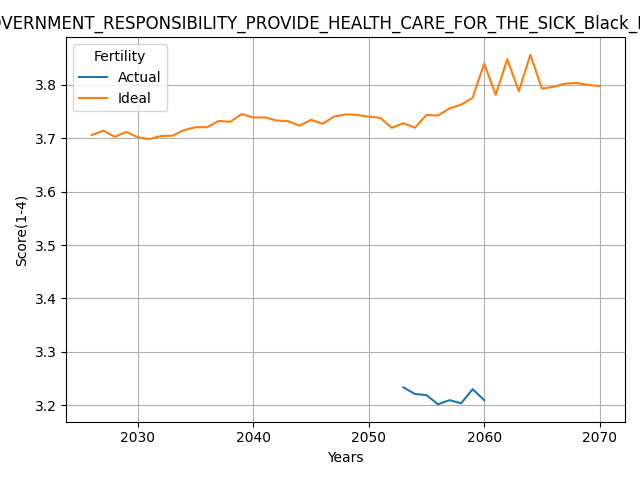 OVERNMENT_RESPONSIBILITY_PROVIDE_HEALTH_CARE_FOR_THE_SICK_Black_
Fertility
Actual
Ideal
3.8
3.7
3.6
3.5
3.4
3.3
3.2
Score(1-4)
2030 2040 2050 2060 2070
Years